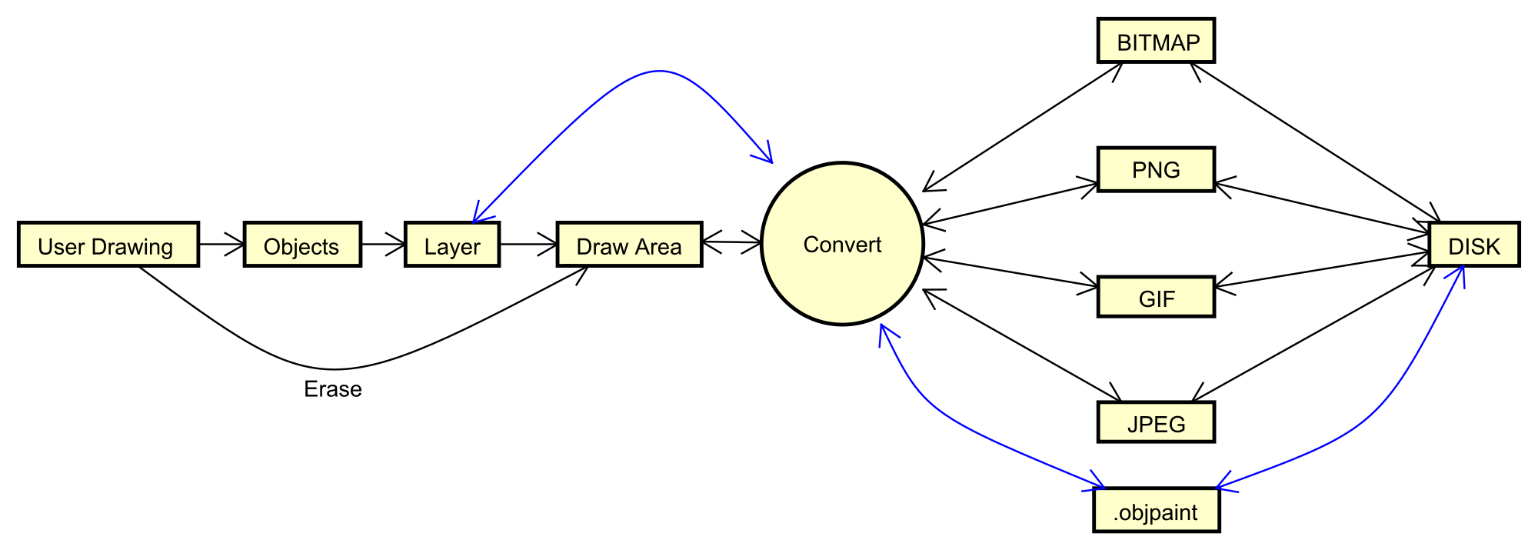 User Drawing
Objects
Layer
Draw Area
Erase
Convert
BITMAP
PNG
GIF
JPEG
.objpaint
DISK